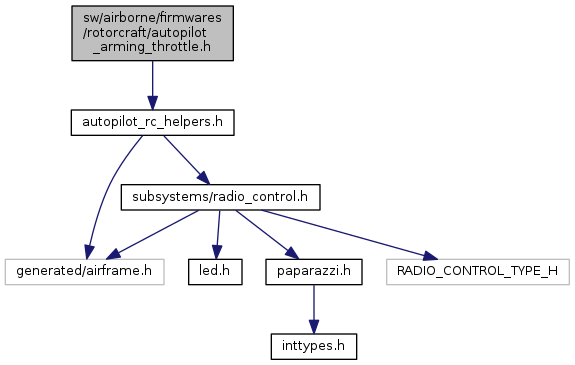 sw/airborne/firmwares
/rotorcraft/autopilot
_arming_throttle.h
autopilot_rc_helpers.h
subsystems/radio_control.h
generated/airframe.h
led.h
paparazzi.h
RADIO_CONTROL_TYPE_H
inttypes.h